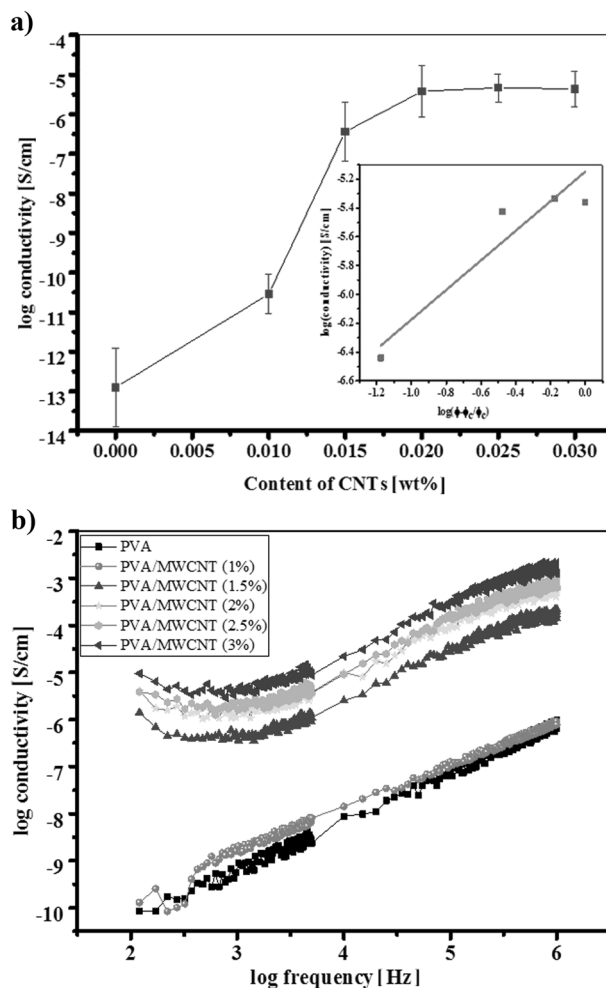 a)
-4
-5
-6
-7
-8
-9
-10
-11
-12
-13
-14
log conductivity [S/cm]
0.000 0.005 0.010 0.015 0.020 0.025 0.030
Content of CNTs [wt%]
-5.2
-5.4
-5.6
-5.8
-6.0
-6.2
-6.4
-6.6
log(conductivity) [S/cm]
-1.2 -1.0 -0.8 -0.6 -0.4 -0.2 0.0
log(ϕ-ϕc/ϕc)
b)
-2
-3
-4
-5
-6
-7
-8
-9
-10
log conductivity [S/cm]
PVA
PVA/MWCNT (1%)
PVA/MWCNT (1.5%)
PVA/MWCNT (2%)
PVA/MWCNT (2.5%)
PVA/MWCNT (3%)
2 3 4 5 6
log frequency [Hz]